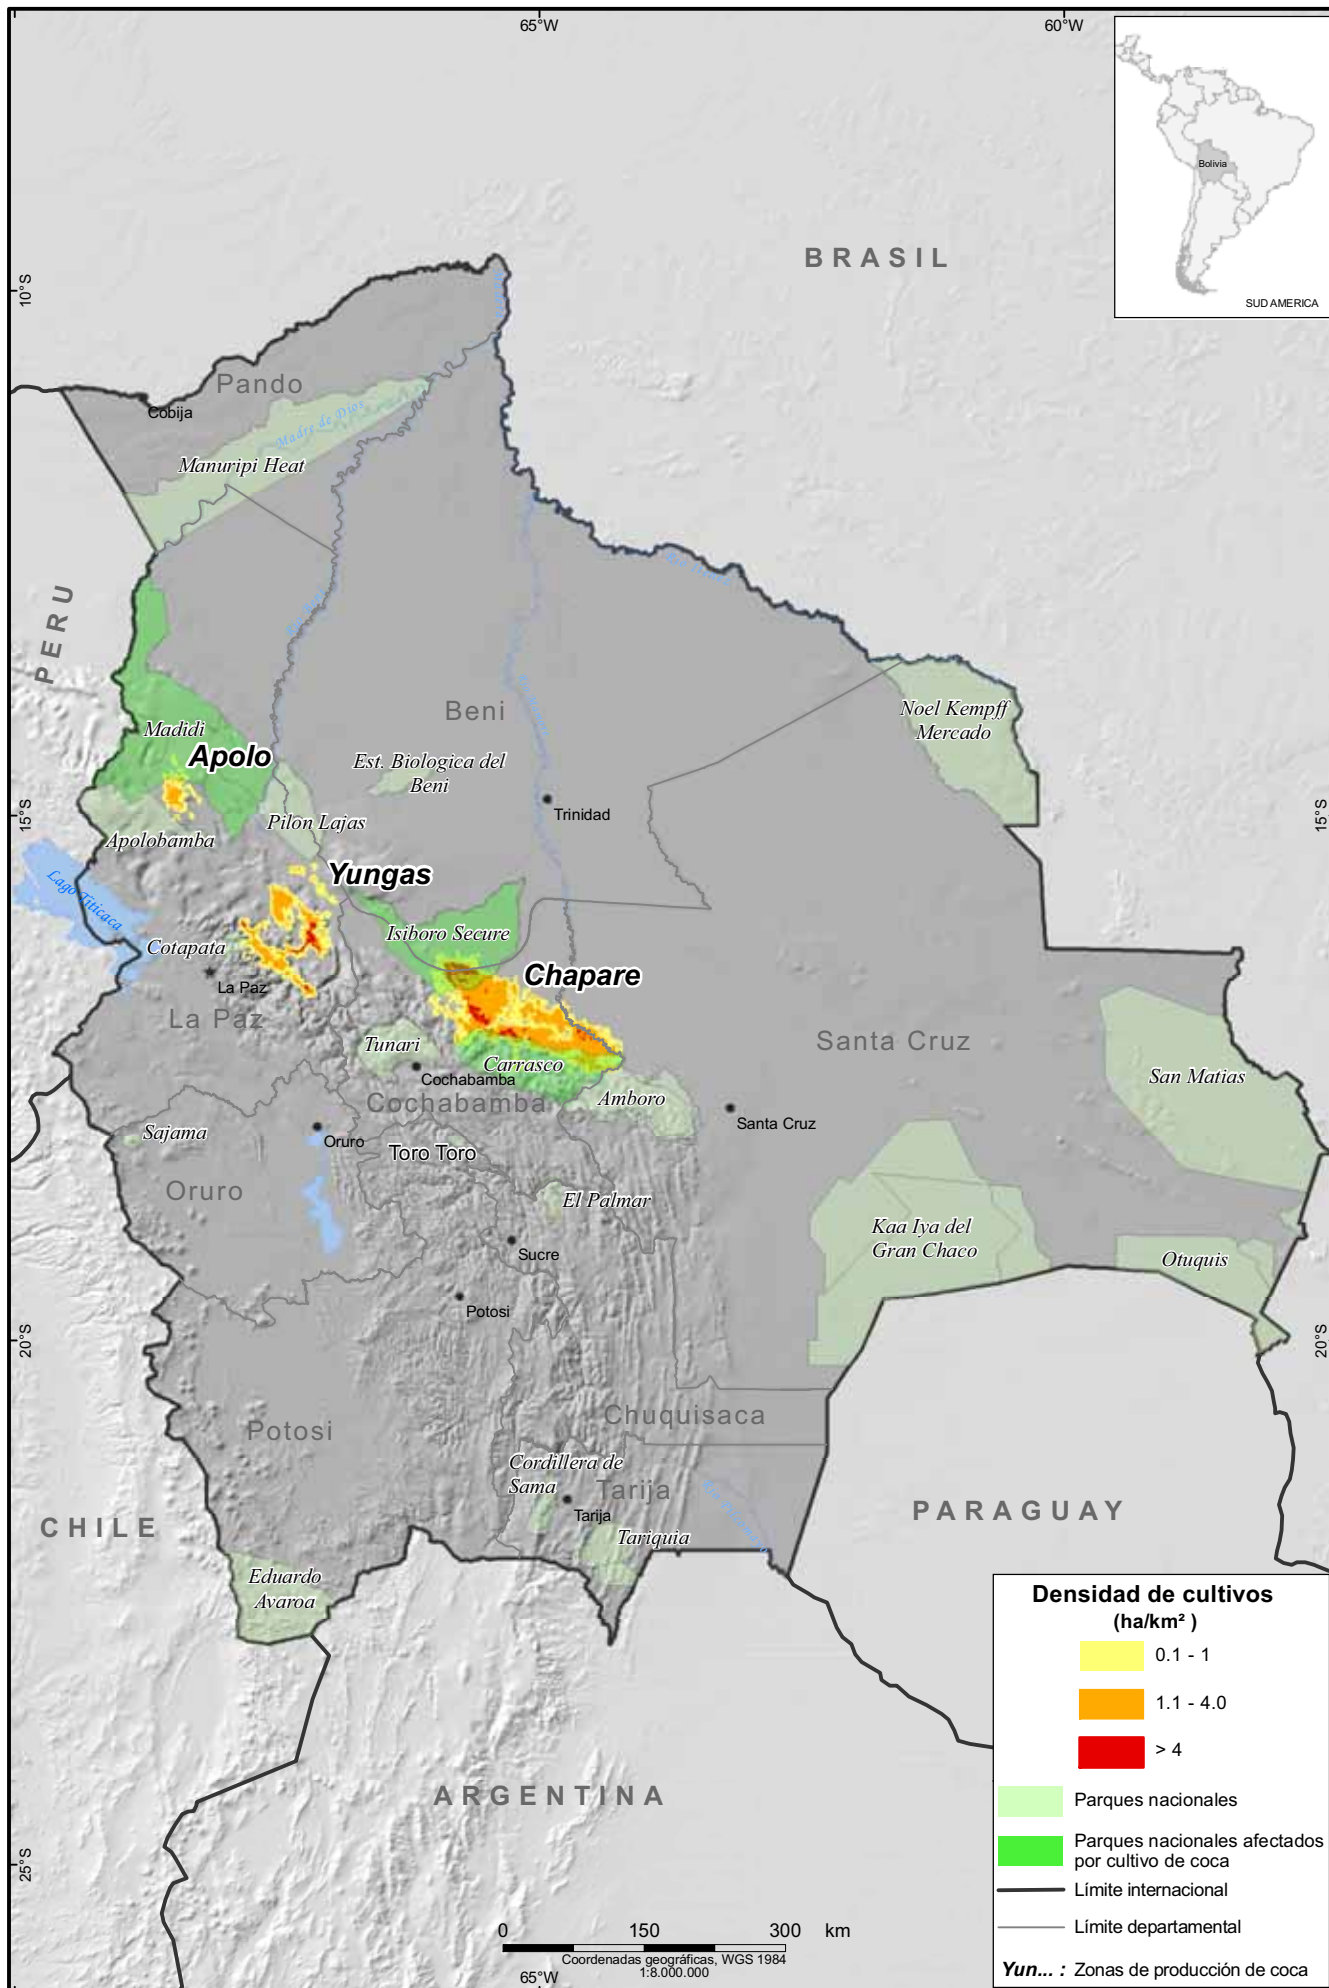 65°W
60°W
Bolivia
SUD AMERICA
BRASIL
10°S
Pando
Cobija
Madre de Dios
Manuripi Heat
PERU
Beni
Noel Kempff
Mercado
Madidi
Apolo
Est. Biologica del
Beni
Trinidad
15°S
15°S
Pilon Lajas
Apolobamba
Yungas
Lago Titicaca
Isiboro Secure
Cotapata
Chapare
La Paz
La Paz
Santa Cruz
Tunari
Carrasco
San Matias
Cochabamba
Cochabamba
Amboro
Santa Cruz
Sajama
Oruro
Toro Toro
Oruro
El Palmar
Kaa Iya del
Gran Chaco
Sucre
Otuquis
Potosi
20°S
20°S
Chuquisaca
Potosi
Cordillera de
Sama
Tarija
Tarija
Tariquia
CHILE
PARAGUAY
Eduardo
Avaroa
ARGENTINA
25°S
Densidad de cultivos
(ha/km² )
0.1 - 1
1.1 - 4.0
> 4
Parques nacionales
Parques nacionales afectados
por cultivo de coca
Límite internacional
Límite departamental
Yun... : Zonas de producción de coca
0 150 300 km
Coordenadas geográficas, WGS 1984
1:8.000.000
65°W